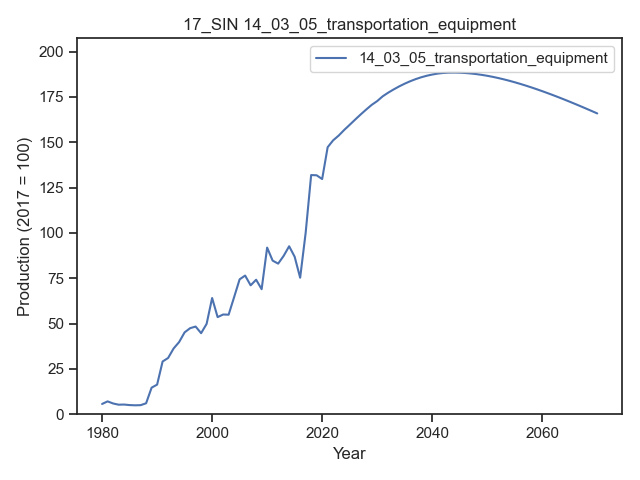 17_SIN 14_03_05_transportation_equipment
14_03_05_transportation_equipment
Production (2017 = 100)
200
175
150
125
100
75
50
25
0
1980 2000 2020 2040 2060
Year